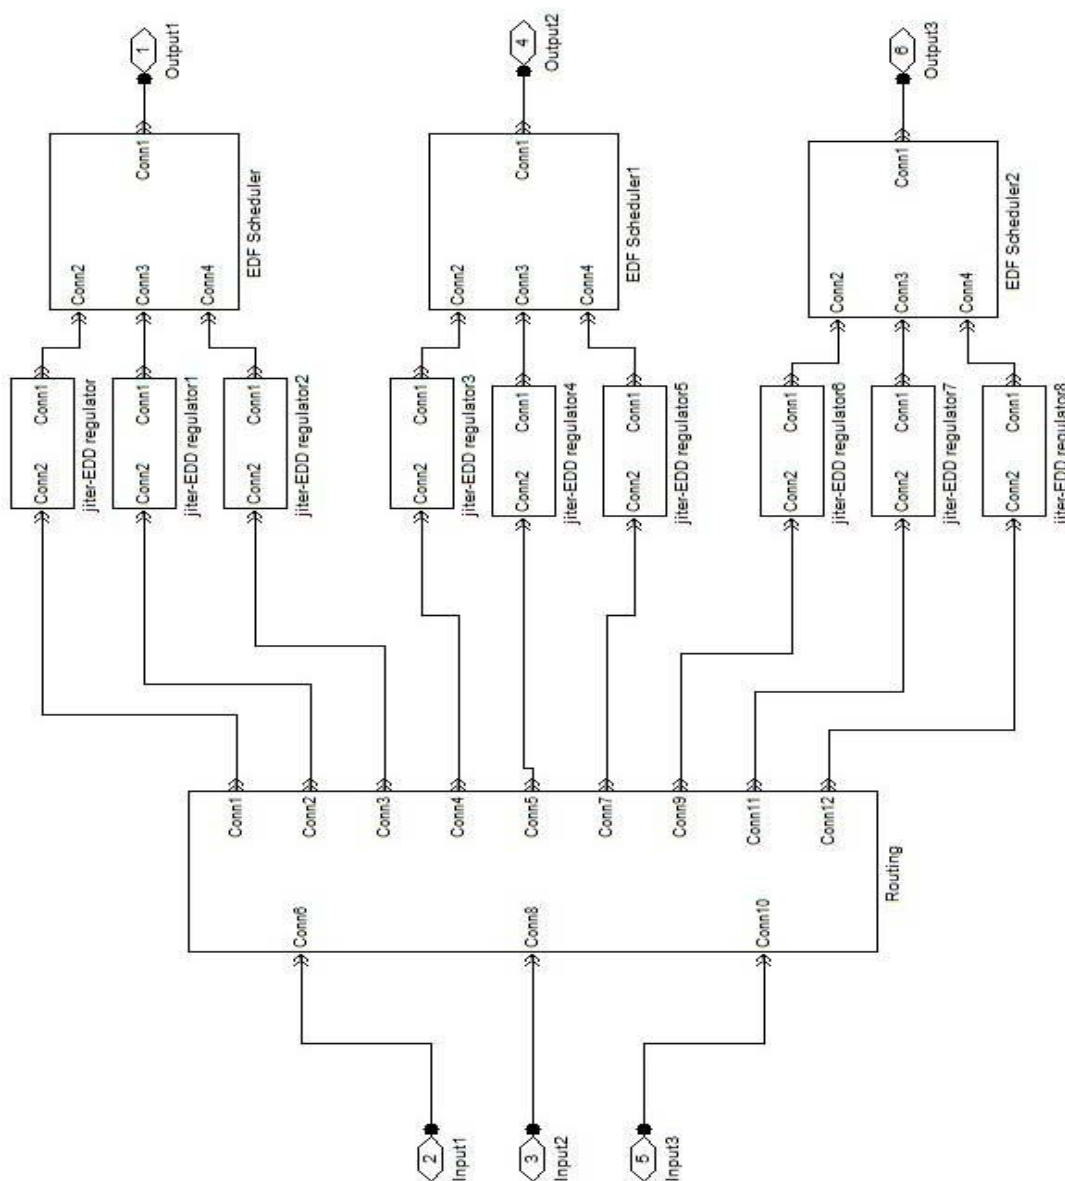 1
Output1
4
Output2
6
Output3
Conn1
Conn2
Conn3
Conn4
EDF Scheduler
Conn1
Conn2
Conn3
Conn4
EDF Scheduler1
Conn1
Conn2
Conn3
Conn4
EDF Scheduler2
Conn2 Conn1
jiter-EDD regulator
Conn2 Conn1
jiter-EDD regulator1
Conn2 Conn1
jiter-EDD regulator2
Conn2 Conn1
jiter-EDD regulator3
Conn2 Conn1
jiter-EDD regulator4
Conn2 Conn1
jiter-EDD regulator5
Conn2 Conn1
jiter-EDD regulator6
Conn2 Conn1
jiter-EDD regulator7
Conn2 Conn1
jiter-EDD regulator8
Conn1
Conn2
Conn3
Conn4
Conn5
Conn7
Conn9
Conn11
Conn12
Conn6
Conn8
Conn10
Routing
2
Input1
3
Input2
5
Input3